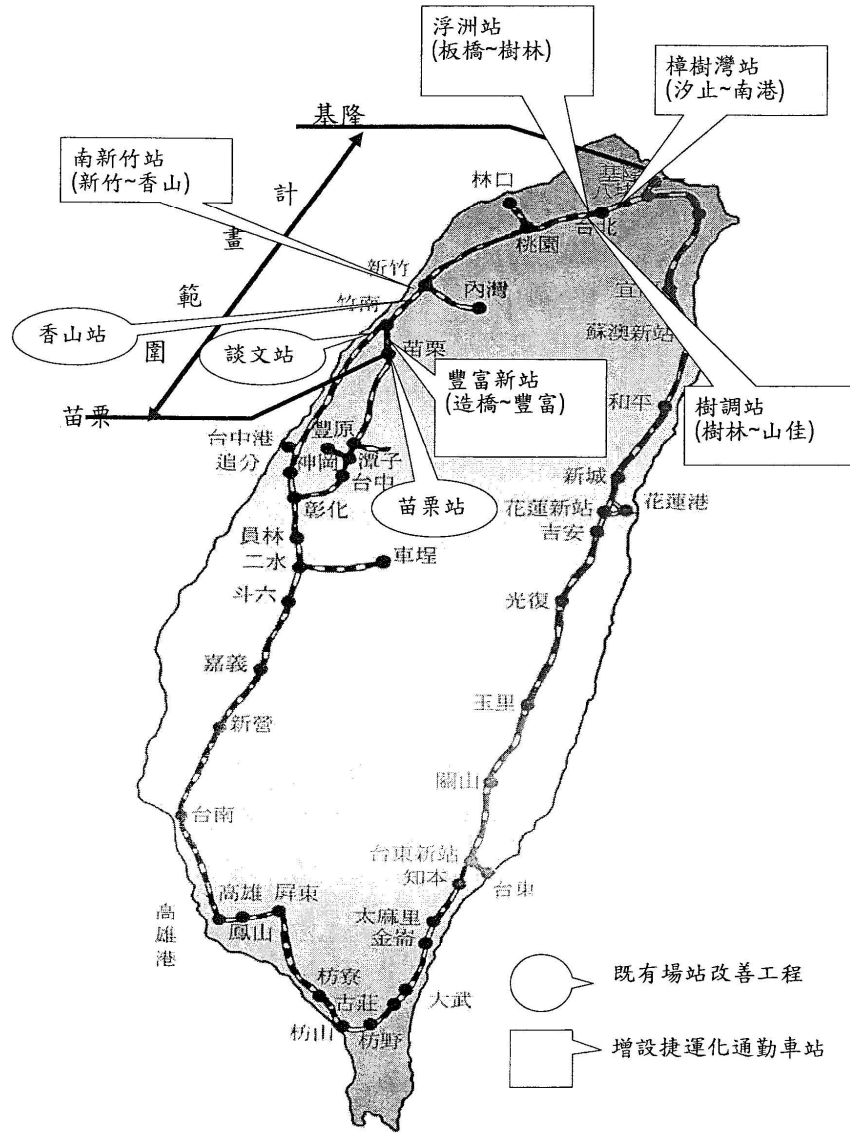 浮洲站
(板橋~樹林)
樟樹灣站
(汐止~南港)
基隆
南新竹站
(新竹~香山)
計
畫
範
圍
林口
基隆
八堵
台北
桃園
新竹
內灣
竹南
香山站
談文站
苗栗
蘇澳新站
豐富新站
(造橋~豐富)
樹調站
(樹林~山佳)
苗栗
和平
台中港
豐原
追分
神岡
潭子
台中
苗栗站
新城
彰化
花蓮新站
花蓮港
吉安
員林
二水
車埕
斗六
光復
嘉義
玉里
新營
關山
台南
台東新站
知本
台東
高雄
屏東
鳳山
高雄港
太麻里
金崙
枋寮
古莊
大武
枋山
枋野
既有場站改善工程
增設捷運化通勤車站